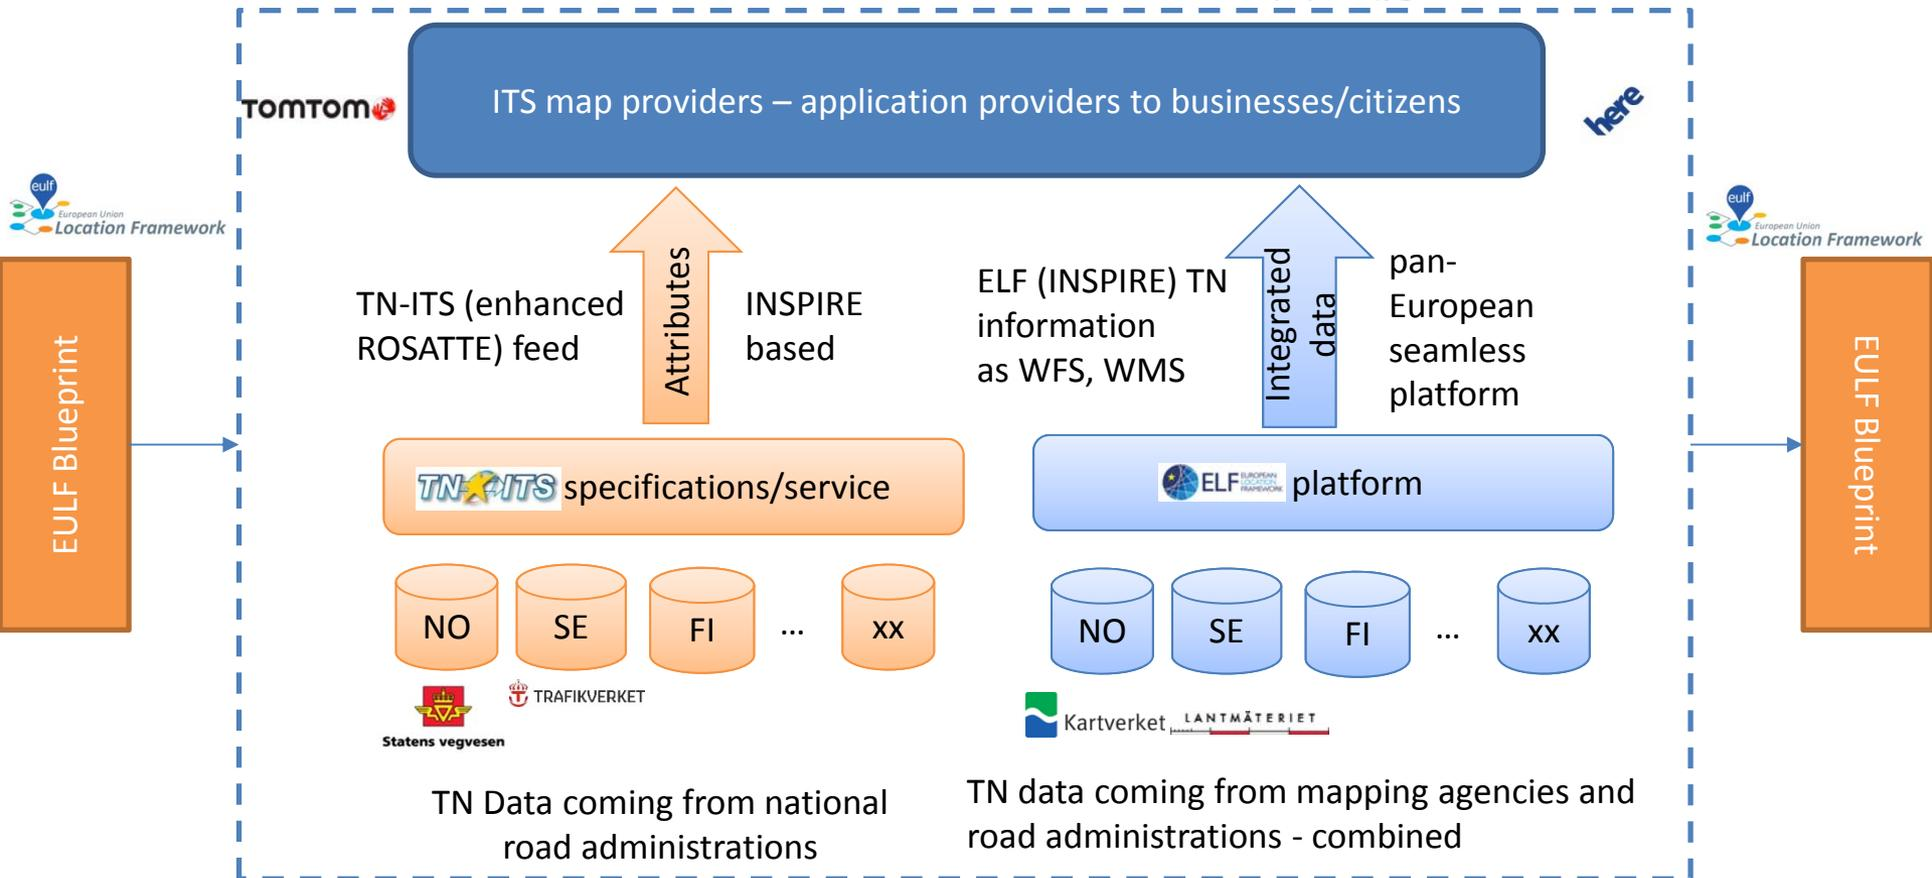 ITS map providers – application providers to businesses/citizens
TOMTOM
here
eulf
European Union
Location Framework
eulf
European Union
Location Framework
EULF Blueprint
EULF Blueprint
TN-ITS (enhanced
ROSATTE) feed
Attributes
INSPIRE
based
ELF (INSPIRE) TN
information
as WFS, WMS
Integrated
data
pan-
European
seamless
platform
TN-ITS specifications/service
ELF EUROPEAN LOCATION FRAMEWORK platform
NO
SE
FI
...
xx
NO
SE
FI
...
xx
Statens vegvesen
TRAFIKVERKET
Kartverket
LANTMÄTERIET
TN Data coming from national
road administrations
TN data coming from mapping agencies and
road administrations - combined